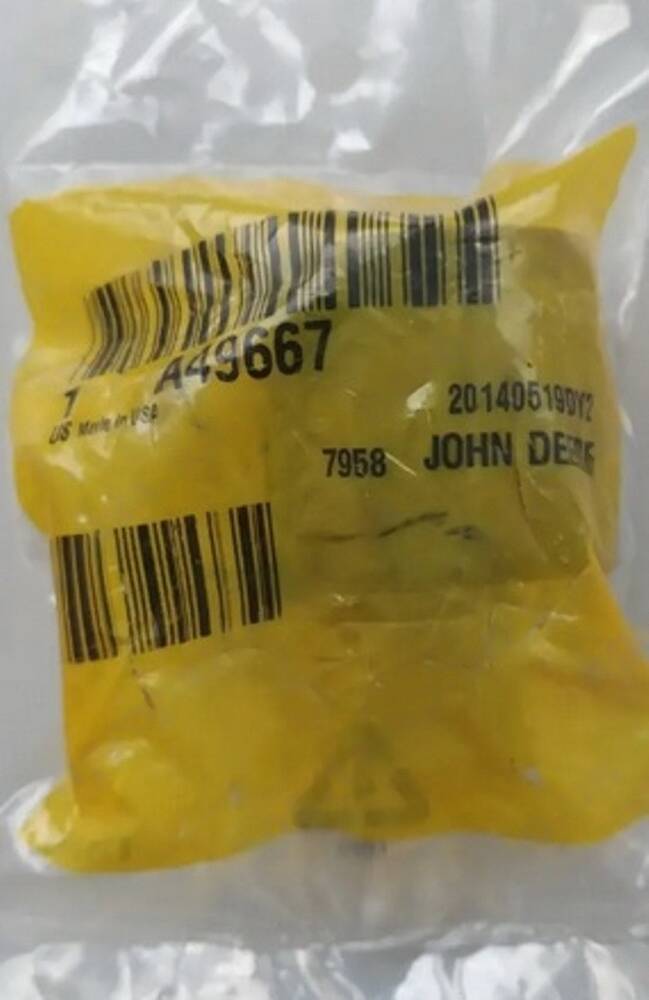 A49667
1
US Made in USA
20140519DY2
7958 JOHN DEERE